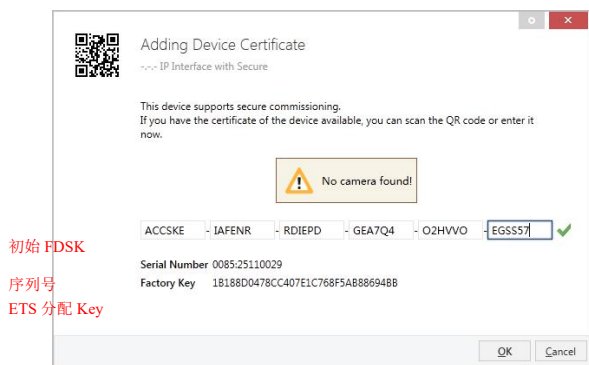 Adding Device Certificate
-.-.- IP Interface with Secure
This device supports secure commissioning.
If you have the certificate of the device available, you can scan the QR code or enter it
now.
No camera found!
初始 FDSK
ACCSKE - IAFENR - RDIEPD - GEA7Q4 - O2HVVO - EGSS57
序列号
Serial Number 0085:25110029
ETS 分配 Key
Factory Key 1B188D0478CC407E1C768F5AB88694BB
OK Cancel